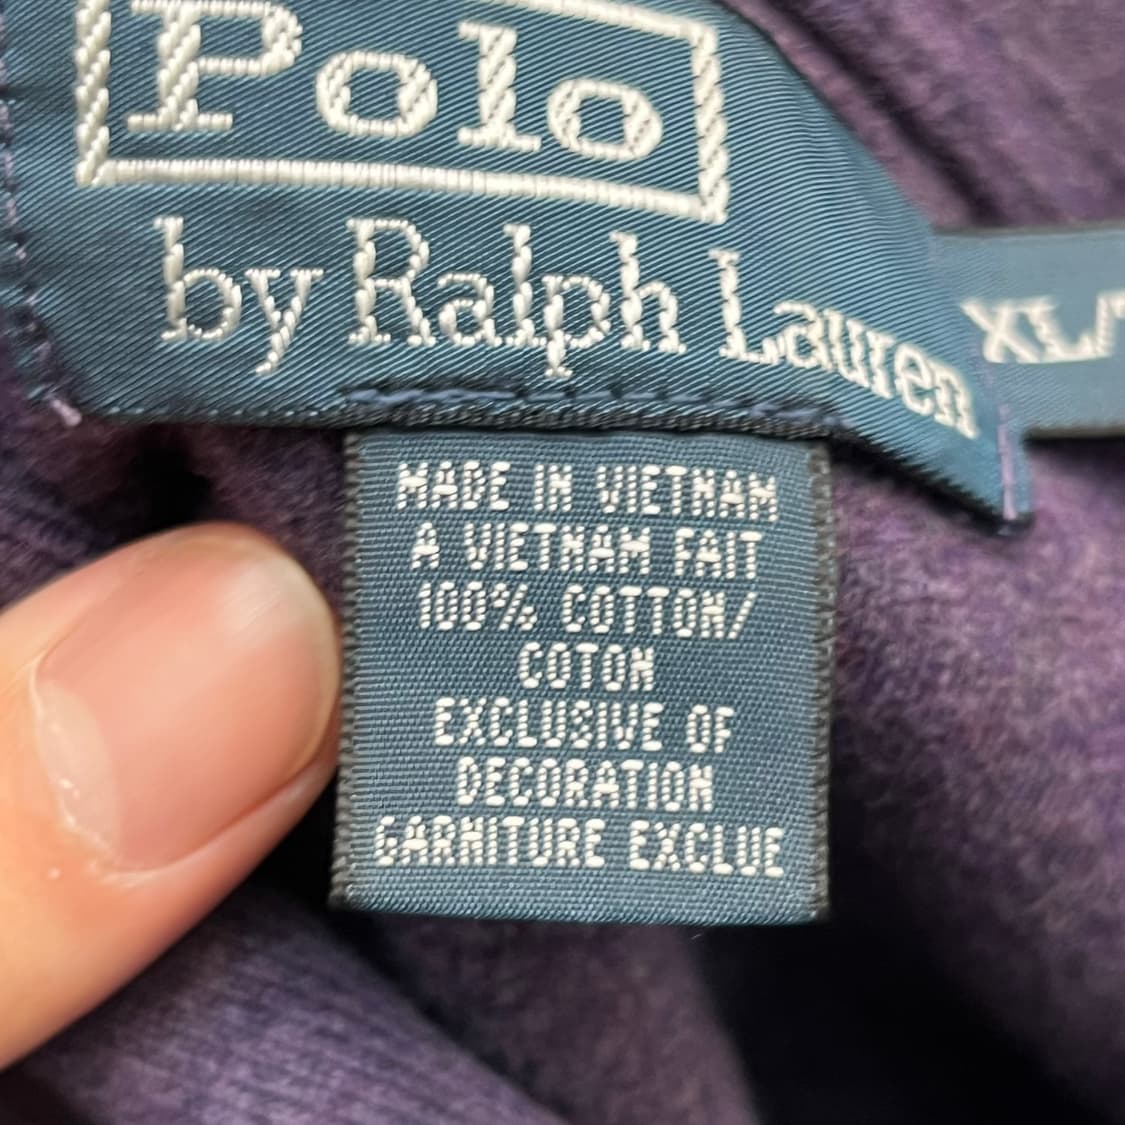 Polo
by Ralph Lauren
XL/
MADE IN VIETNAM
A VIETNAM FAIT
100% COTTON/
COTON
EXCLUSIVE OF
DECORATION
GARNITURE EXCLUE